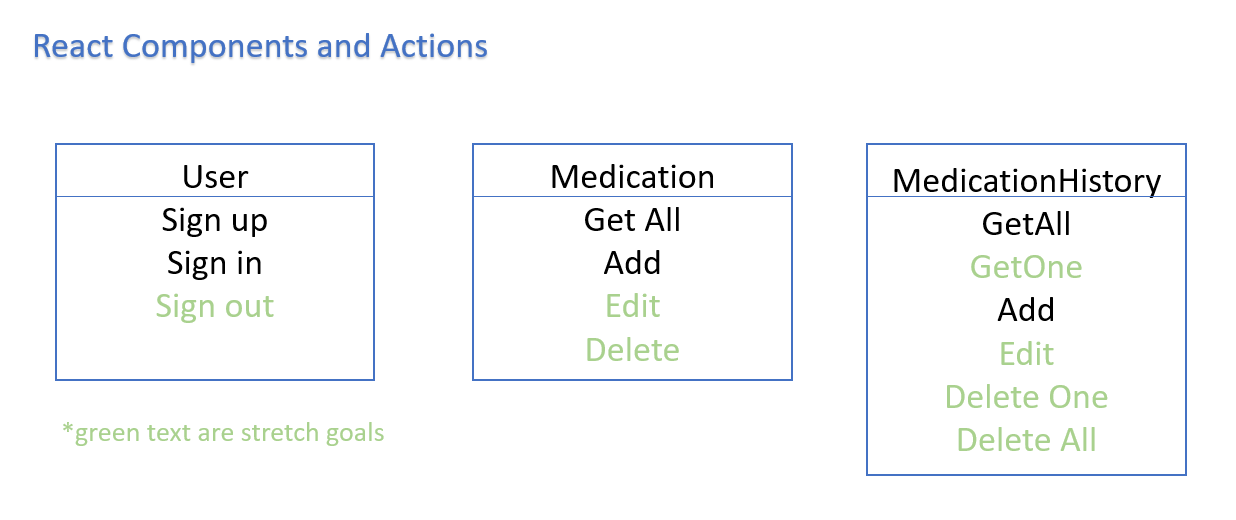 React Components and Actions
User
Sign up
Sign in
Sign out
Medication
Get All
Add
Edit
Delete
MedicationHistory
GetAll
GetOne
Add
Edit
Delete One
Delete All
*green text are stretch goals